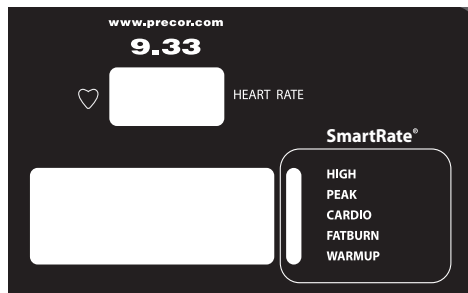 www.precor.com
9.33
HEART RATE
SmartRate®
HIGH
PEAK
CARDIO
FATBURN
WARMUP